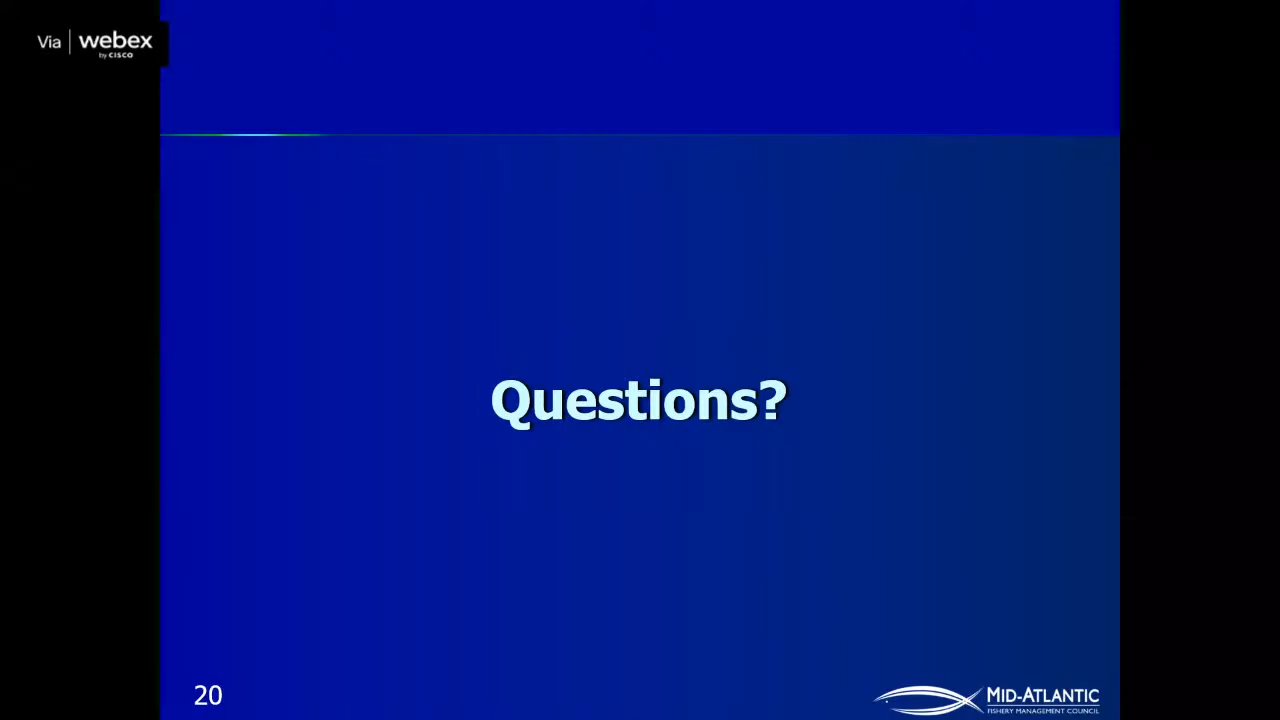 Via webex
by CISCO
Questions?
20
MID-ATLANTIC
FISHERY MANAGEMENT COUNCIL